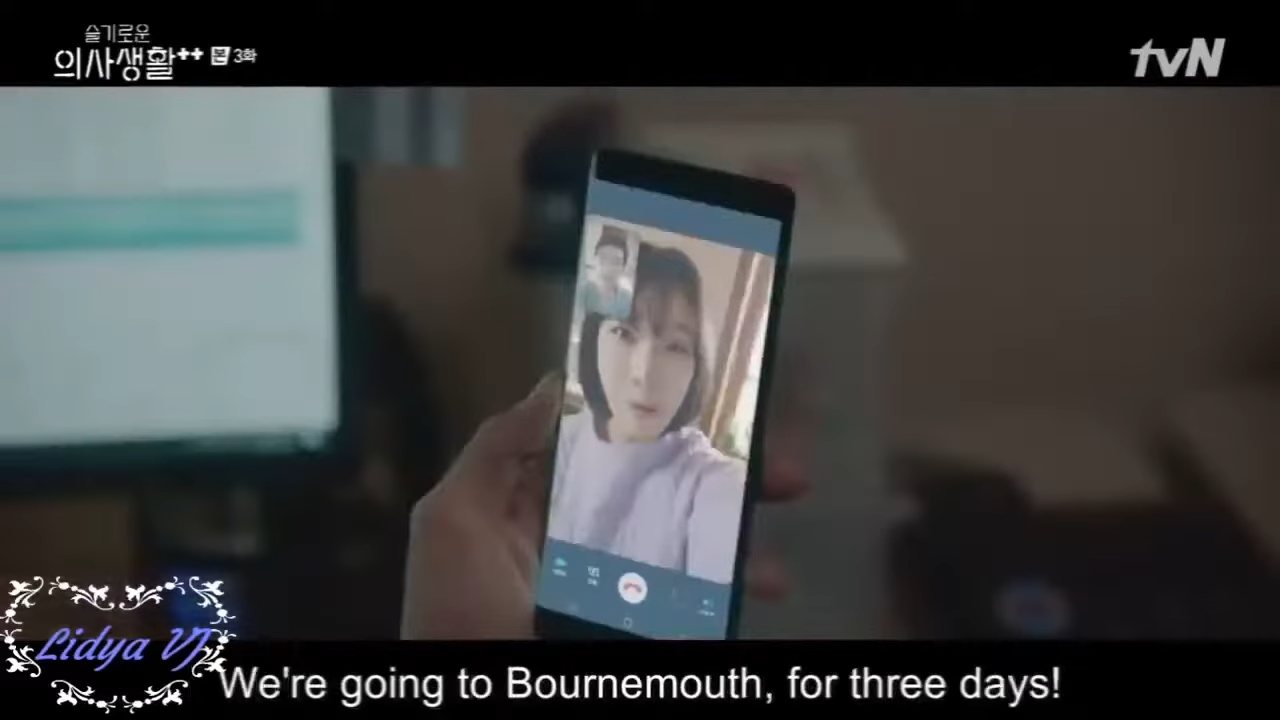 슬기로운
의사생활++ 본 3화
tvN
Lidya VJ
We're going to Bournemouth, for three days!